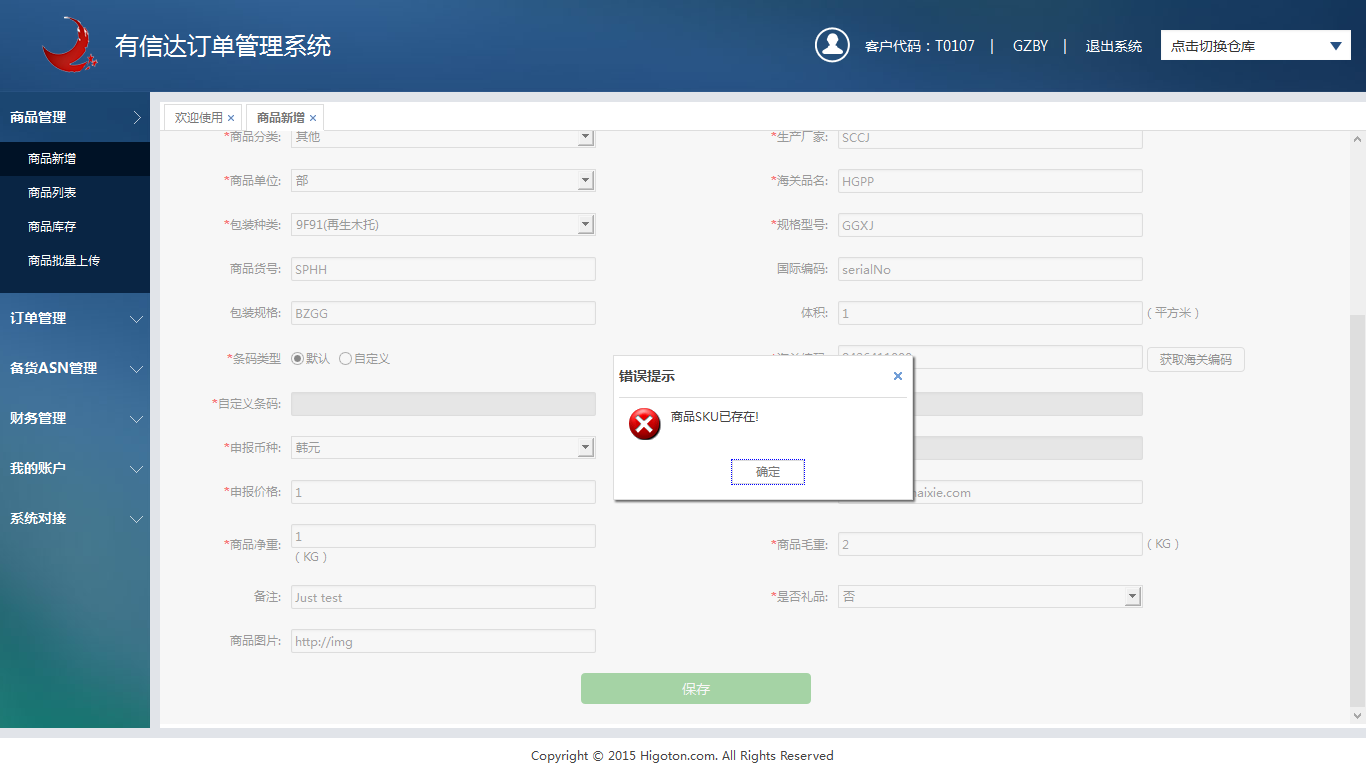 有信达订单管理系统
客户代码：T0107 | GZBY | 退出系统 点击切换仓库
商品管理
商品新增
商品列表
商品库存
商品批量上传
订单管理
备货ASN管理
财务管理
我的账户
系统对接
欢迎使用 × 商品新增 ×
*商品分类: 其他 *生产厂家: SCCJ
*商品单位: 部 *海关品名: HGPP
*包装种类: 9F91(再生木托) *规格型号: GGXJ
商品货号: SPHH 国际编码: serialNo
包装规格: BZGG 体积: 1 ( 平方米 )
*条码类型 默认 自定义 获取海关编码
*自定义条码:
*申报币种: 韩元
*申报价格: 1 aixie.com
*商品净重: 1 ( KG ) *商品毛重: 2 ( KG )
备注: Just test *是否礼品: 否
商品图片: http://img
保存
错误提示 ×
商品SKU已存在!
确定
Copyright © 2015 Higoton.com. All Rights Reserved